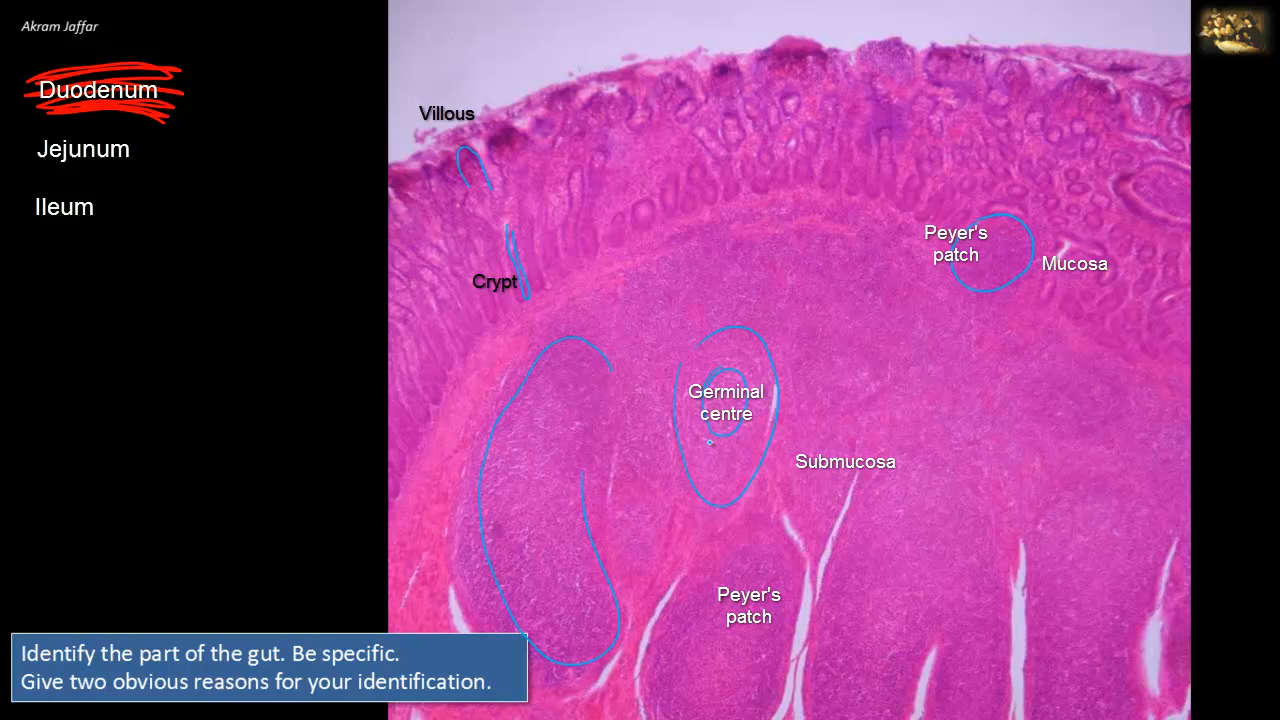 Akram Jaffar
Duodenum
Jejunum
Ileum
Villous
Crypt
Peyer's
patch
Mucosa
Germinal
centre
Submucosa
Peyer's
patch
Identify the part of the gut. Be specific.
Give two obvious reasons for your identification.